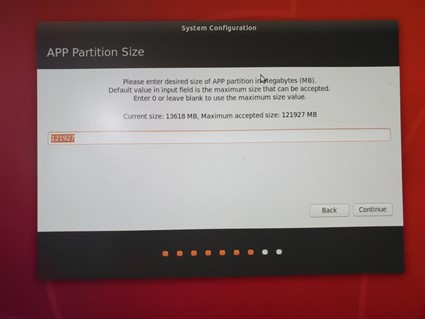 System Configuration
APP Partition Size
Please enter desired size of APP partition in Megabytes (MB).
Default value in input field is the maximum size that can be accepted.
Enter 0 or leave blank to use the maximum size value.
Current size: 13618 MB, Maximum accepted size: 121927 MB
121927
Back
Continue